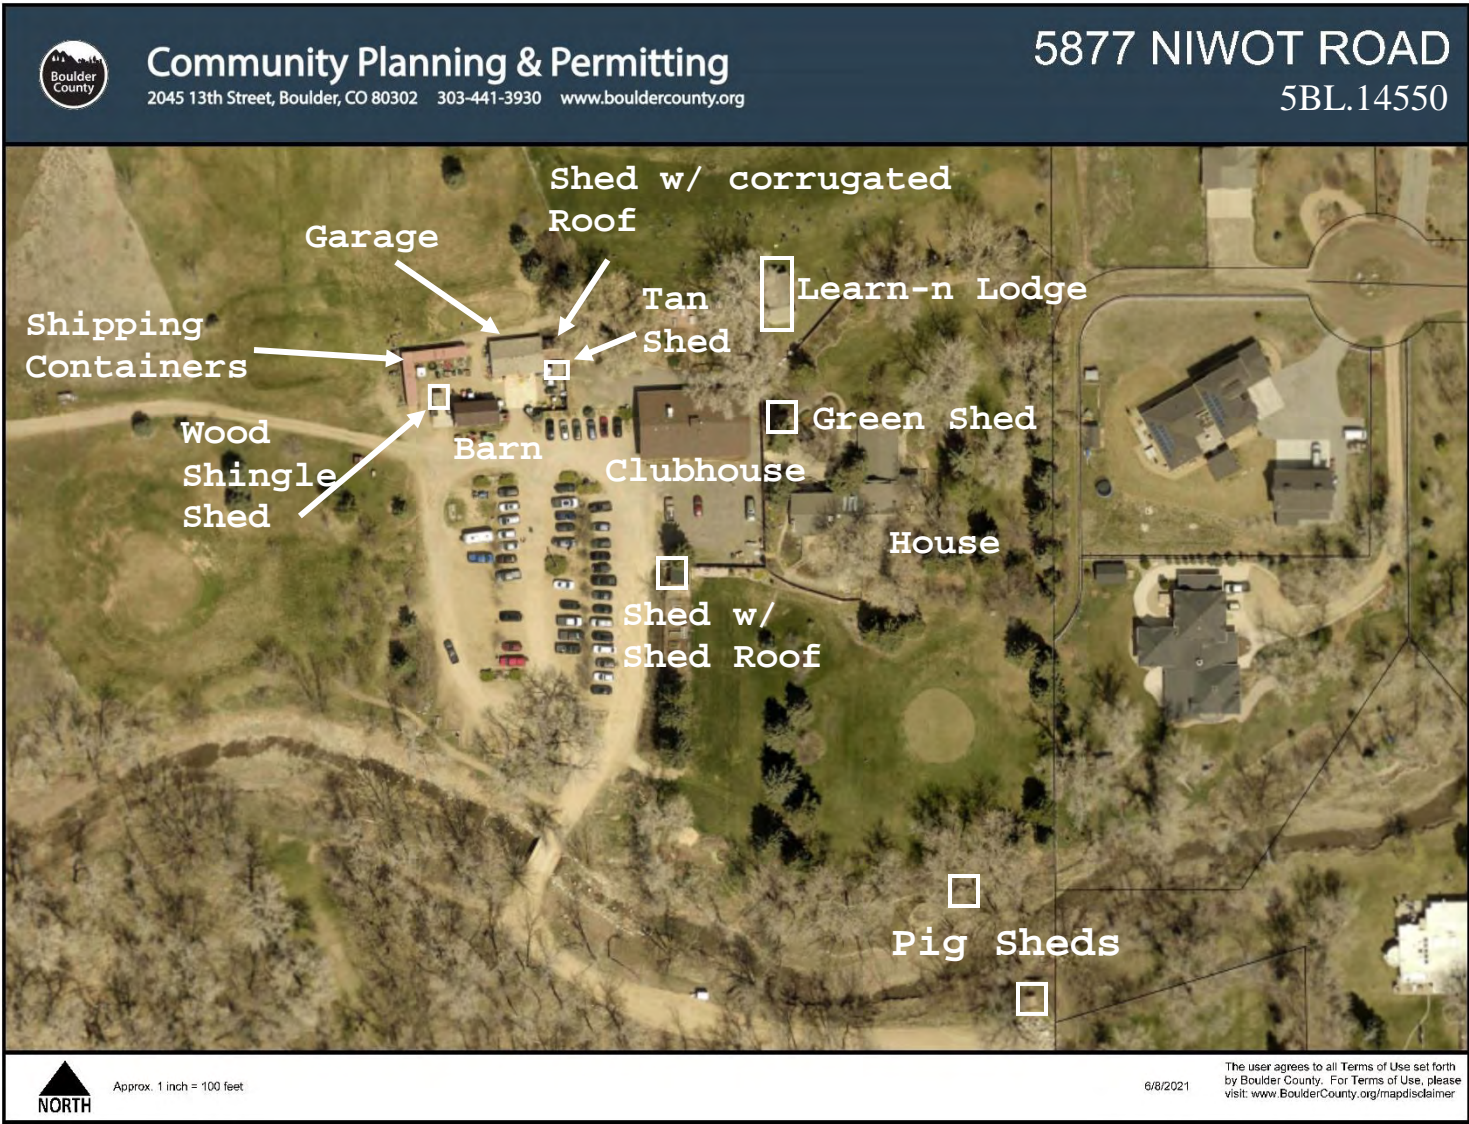 Boulder
County
Community Planning & Permitting
2045 13th Street, Boulder, CO 80302 303-441-3930 www.bouldercounty.org
5877 NIWOT ROAD
5BL.14550
Shed w/ corrugated
Roof
Garage
Tan
Shed
Learn-n Lodge
Shipping
Containers
Wood
Shingle
Shed
Barn
Clubhouse
Green Shed
House
Shed w/
Shed Roof
Pig Sheds
NORTH
Approx. 1 inch = 100 feet
6/8/2021
The user agrees to all Terms of Use set forth
by Boulder County. For Terms of Use, please
visit: www.BoulderCounty.org/mapdisclaimer